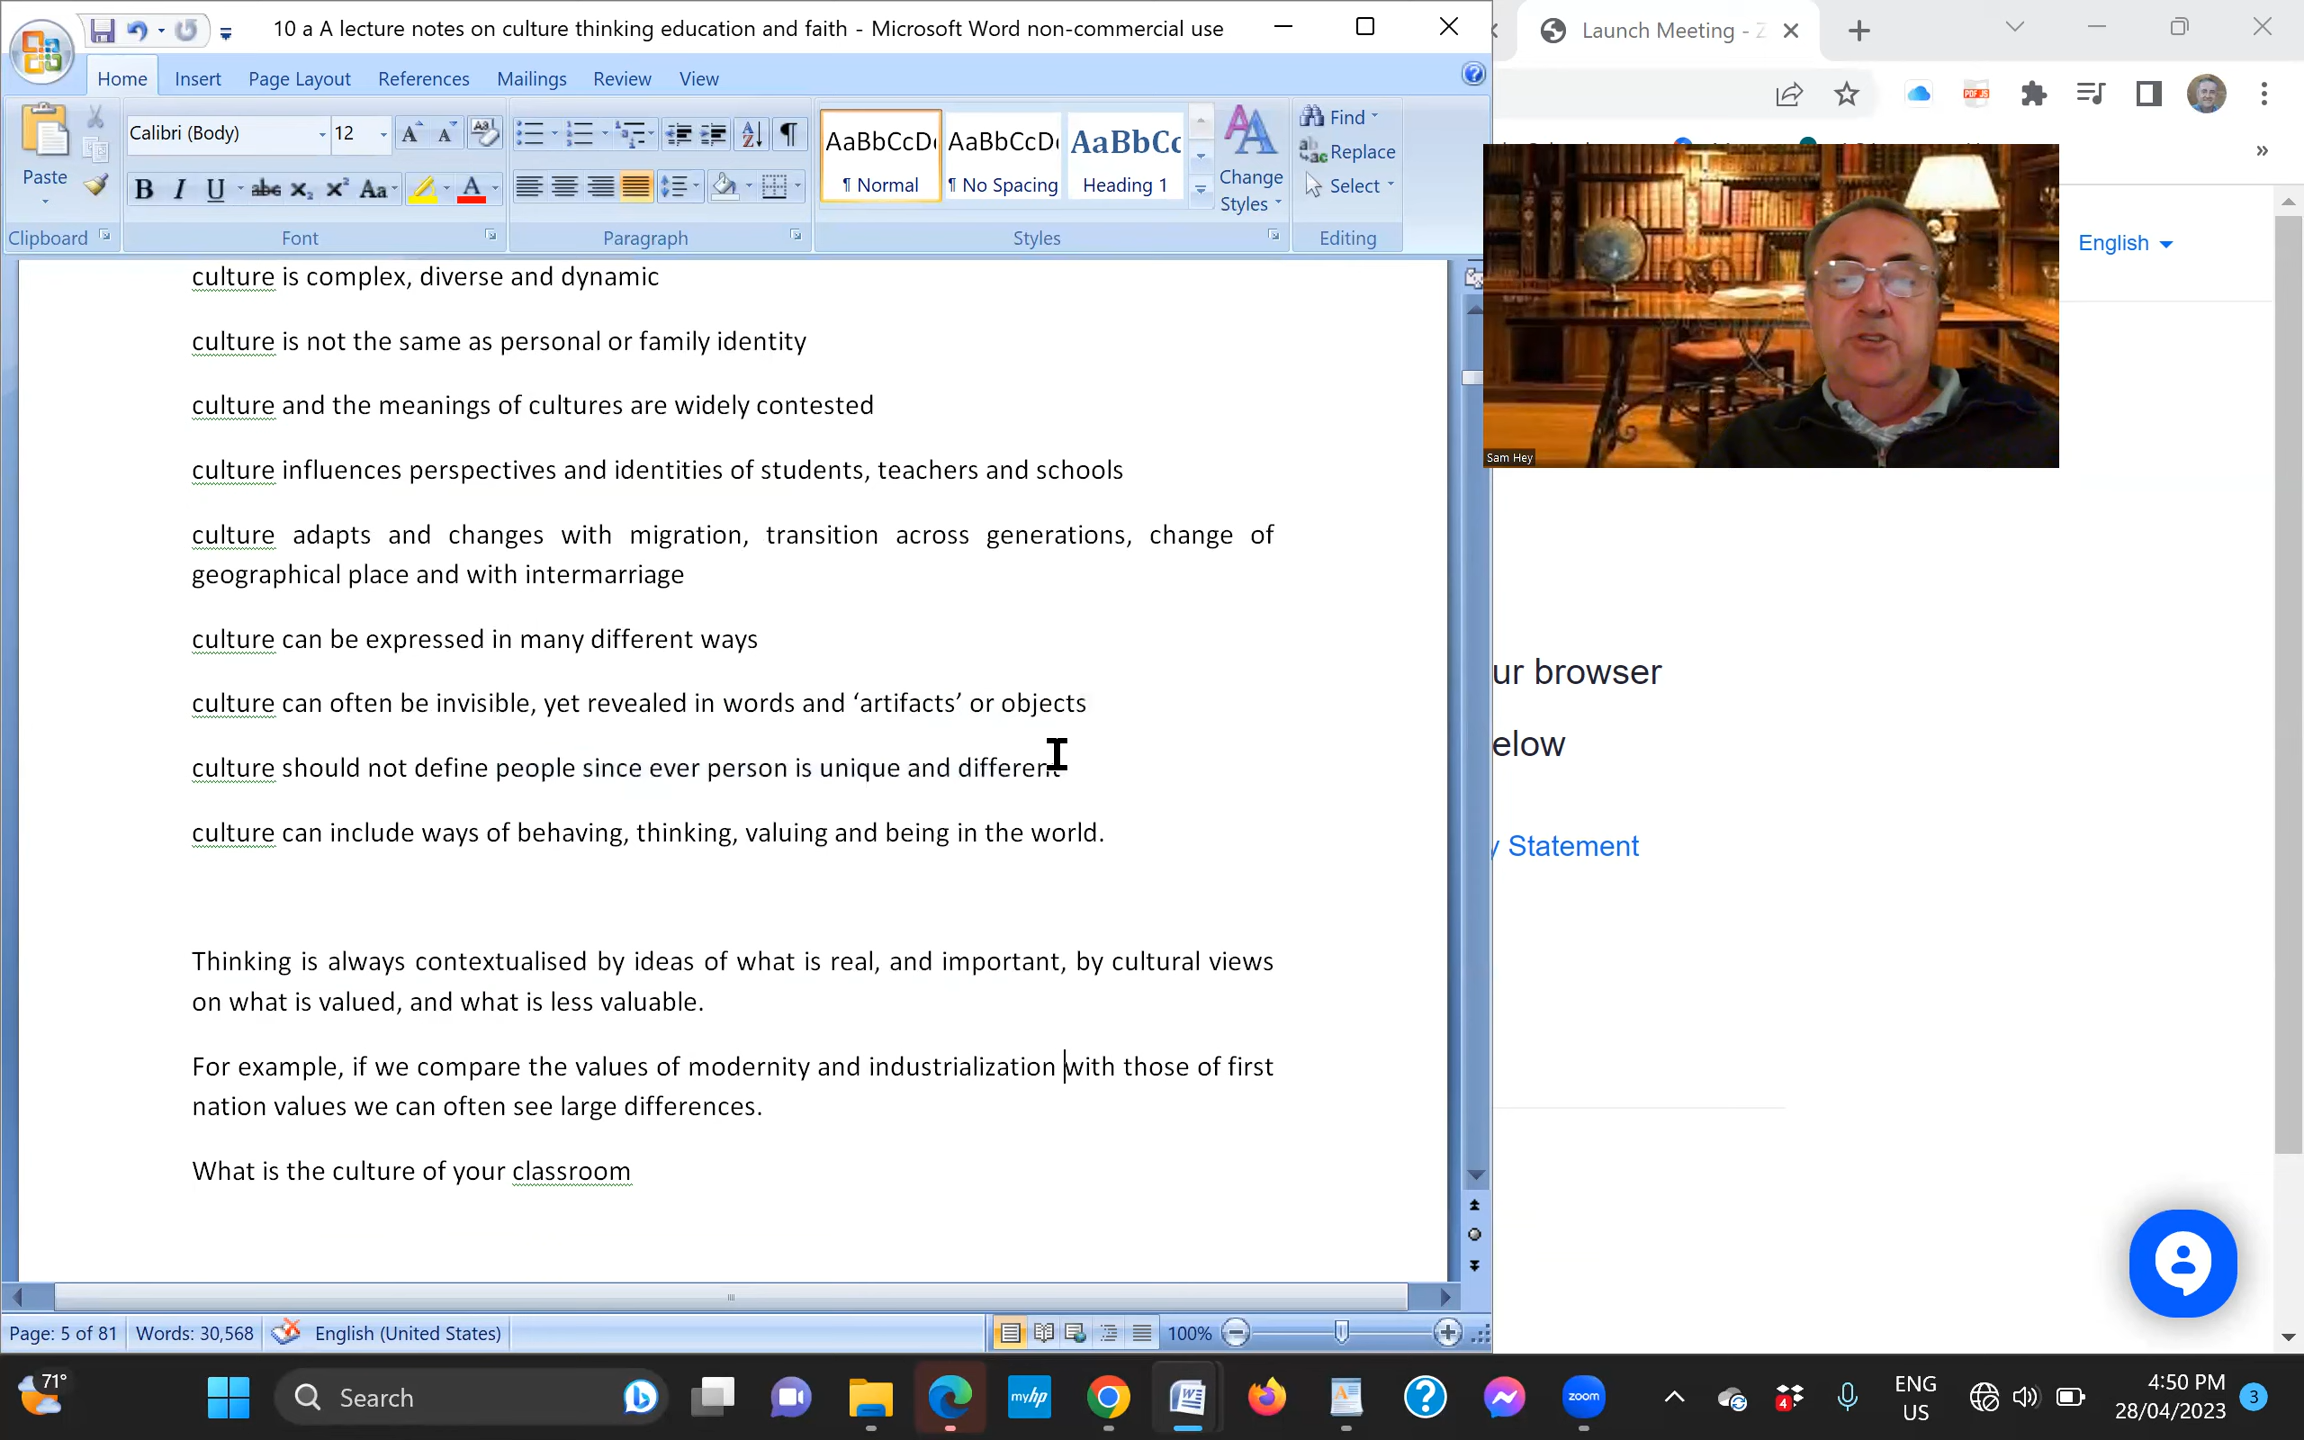 10 a A lecture notes on culture thinking education and faith - Microsoft Word non-commercial use
Launch Meeting - Z
Home Insert Page Layout References Mailings Review View
Paste
Clipboard
Calibri (Body) 12
Font
Paragraph
AaBbCcDc AaBbCcDc AaBbCc
¶ Normal ¶ No Spacing Heading 1
Change Styles
Styles
Find
Replace
Select
Editing
Sam Hey
English
culture is complex, diverse and dynamic
culture is not the same as personal or family identity
culture and the meanings of cultures are widely contested
culture influences perspectives and identities of students, teachers and schools
culture adapts and changes with migration, transition across generations, change of
geographical place and with intermarriage
culture can be expressed in many different ways
culture can often be invisible, yet revealed in words and ‘artifacts’ or objects
culture should not define people since ever person is unique and different
culture can include ways of behaving, thinking, valuing and being in the world.
Thinking is always contextualised by ideas of what is real, and important, by cultural views
on what is valued, and what is less valuable.
For example, if we compare the values of modernity and industrialization with those of first
nation values we can often see large differences.
What is the culture of your classroom
ur browser
elow
y Statement
Page: 5 of 81 Words: 30,568 English (United States) 100%
71°
Search
myhp
zoom
4
ENG
US
4:50 PM
28/04/2023
3